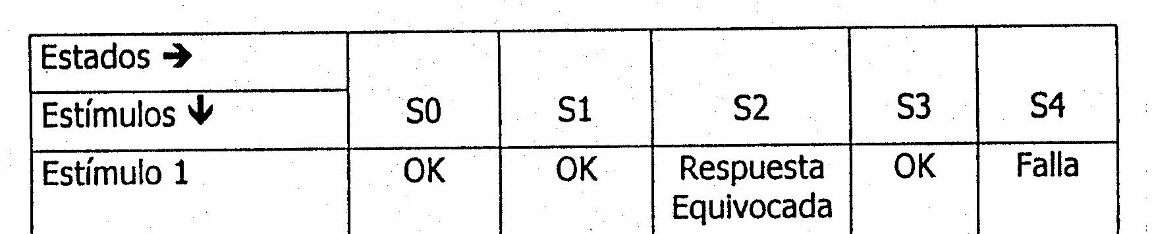 Estados →
Estímulos ↓ S0 S1 S2 S3 S4
Estímulo 1 OK OK Respuesta OK Falla
Equivocada